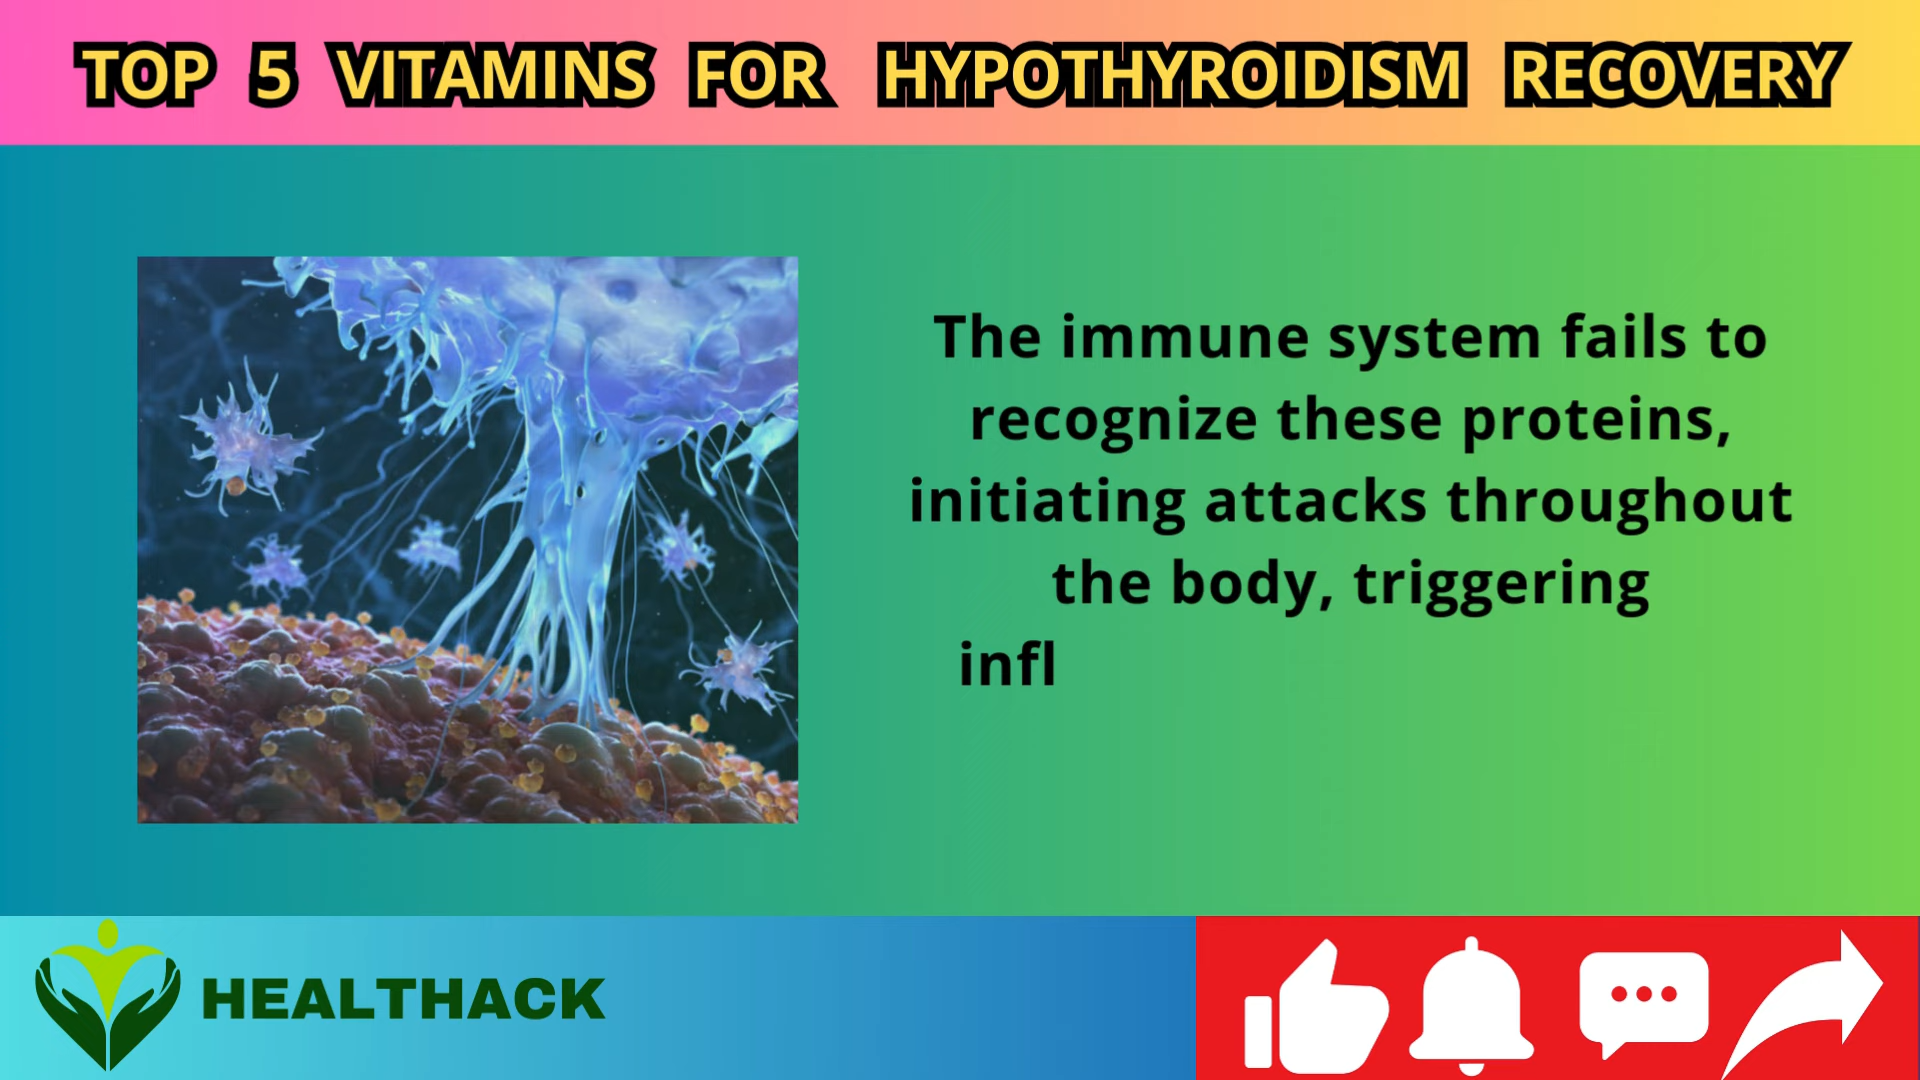 TOP 5 VITAMINS FOR HYPOTHYROIDISM RECOVERY
The immune system fails to
recognize these proteins,
initiating attacks throughout
the body, triggering
infl
HEALTHACK